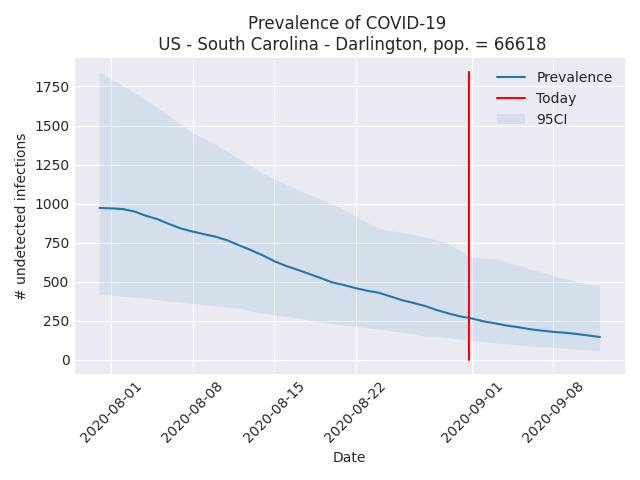 Prevalence of COVID-19
US - South Carolina - Darlington, pop. = 66618
Prevalence
Today
95CI
1750
1500
1250
1000
750
500
250
0
# undetected infections
2020-08-01
2020-08-08
2020-08-15
2020-08-22
2020-09-01
2020-09-08
Date